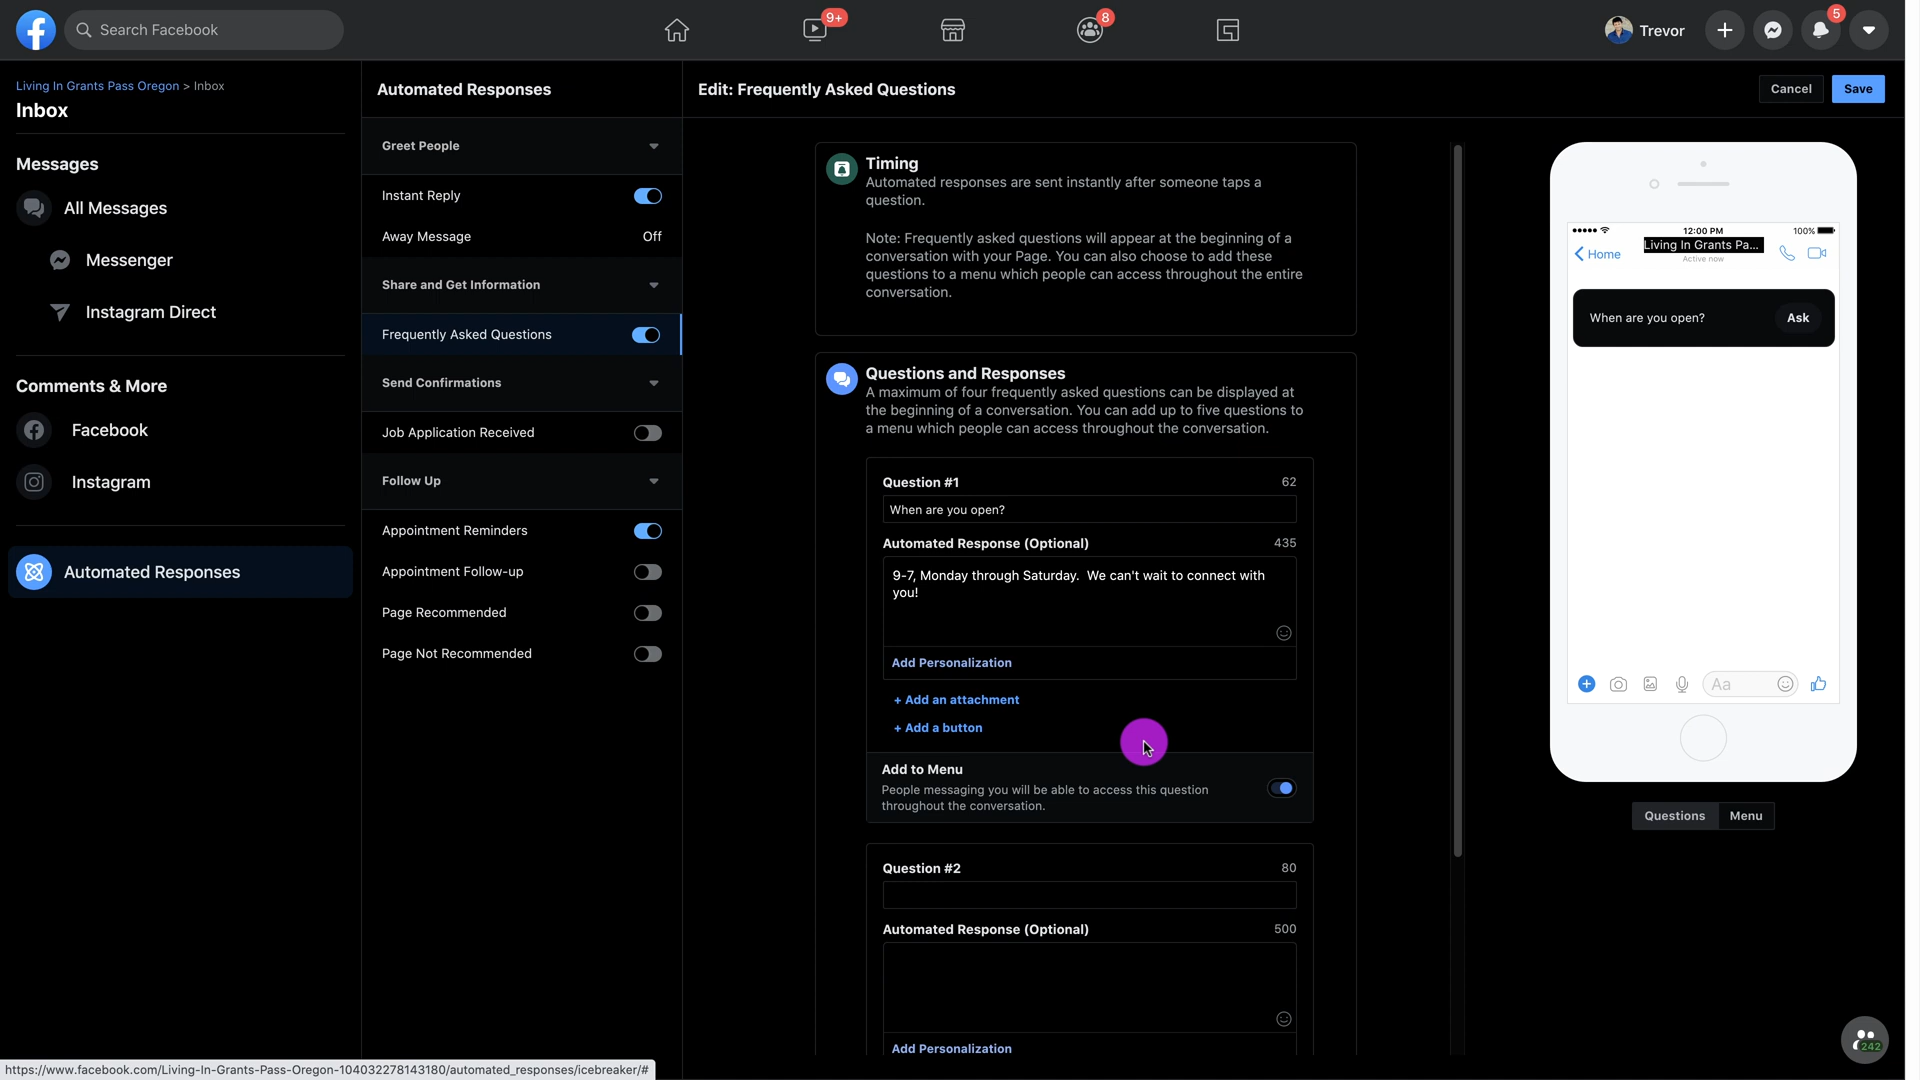 Search Facebook
9+
8
Trevor
5
Living In Grants Pass Oregon > Inbox
Inbox
Messages
All Messages
Messenger
Instagram Direct
Comments & More
Facebook
Instagram
Automated Responses
Automated Responses
Greet People
Instant Reply
Away Message
Off
Share and Get Information
Frequently Asked Questions
Send Confirmations
Job Application Received
Follow Up
Appointment Reminders
Appointment Follow-up
Page Recommended
Page Not Recommended
Edit: Frequently Asked Questions
Cancel
Save
Timing
Automated responses are sent instantly after someone taps a
question.
Note: Frequently asked questions will appear at the beginning of a
conversation with your Page. You can also choose to add these
questions to a menu which people can access throughout the entire
conversation.
Questions and Responses
A maximum of four frequently asked questions can be displayed at
the beginning of a conversation. You can add up to five questions to
a menu which people can access throughout the conversation.
Question #1
62
When are you open?
Automated Response (Optional)
435
9-7, Monday through Saturday. We can't wait to connect with
you!
Add Personalization
+ Add an attachment
+ Add a button
Add to Menu
People messaging you will be able to access this question
throughout the conversation.
Question #2
80
Automated Response (Optional)
500
Add Personalization
12:00 PM
100%
Home
Living In Grants Pa...
Active now
When are you open?
Ask
Aa
Questions
Menu
242
https://www.facebook.com/Living-In-Grants-Pass-Oregon-104032278143180/automated_responses/icebreaker/#